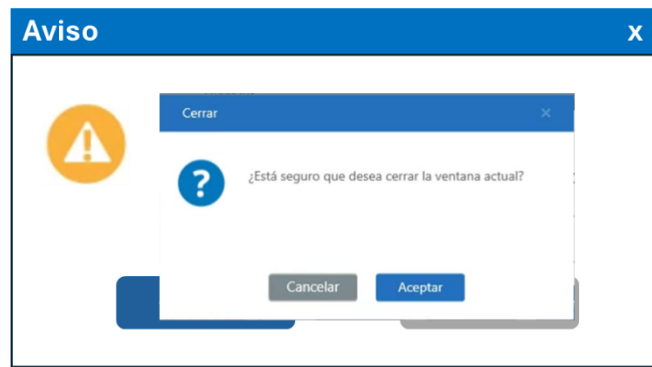 Aviso x
Cerrar ×
¿Está seguro que desea cerrar la ventana actual?
Cancelar Aceptar